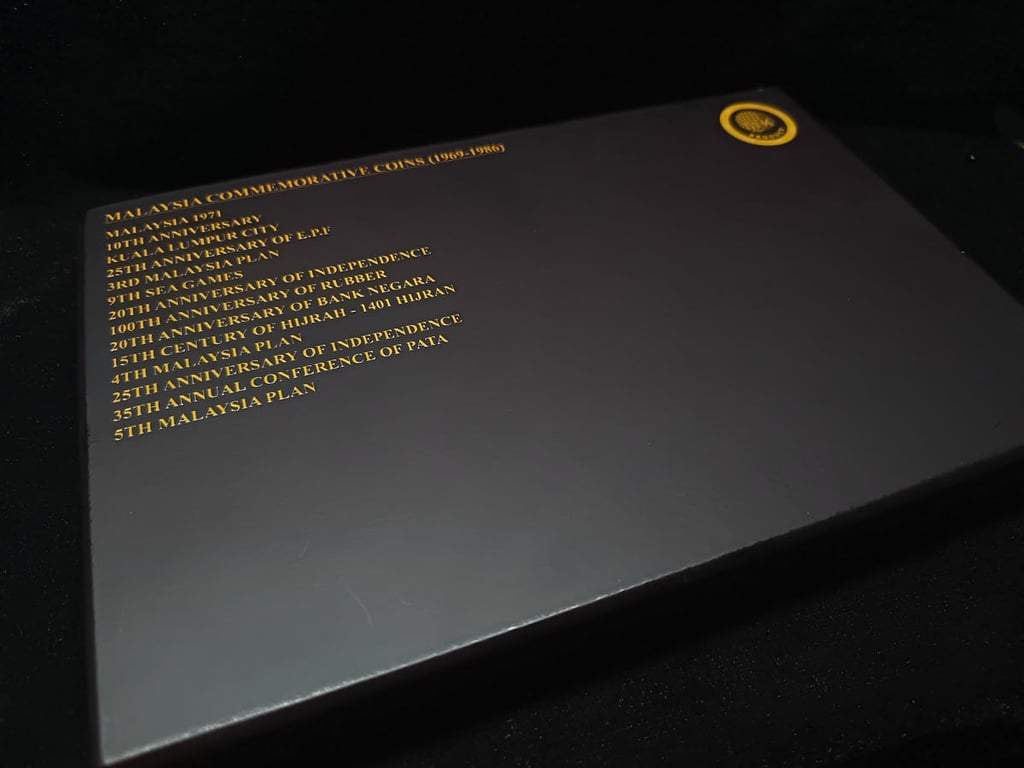 MALAYSIA COMMEMORATIVE COINS (1969-1986)
MALAYSIA 1971
10TH ANNIVERSARY
KUALA LUMPUR CITY
25TH ANNIVERSARY OF E.P.F
3RD MALAYSIA PLAN
9TH SEA GAMES
20TH ANNIVERSARY OF INDEPENDENCE
100TH ANNIVERSARY OF RUBBER
20TH ANNIVERSARY OF BANK NEGARA
15TH CENTURY OF HIJRAH - 1401 HIJRAN
4TH MALAYSIA PLAN
25TH ANNIVERSARY OF INDEPENDENCE
35TH ANNUAL CONFERENCE OF PATA
5TH MALAYSIA PLAN